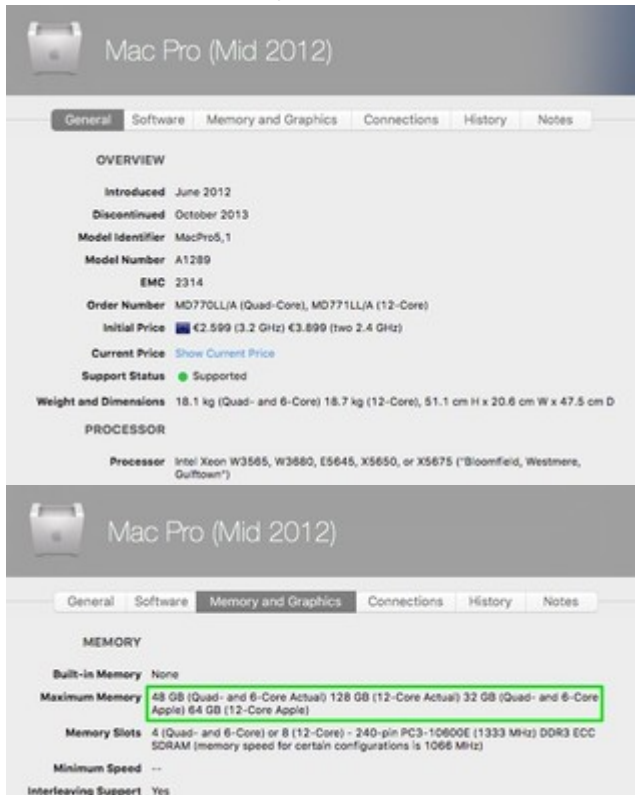 Mac Pro (Mid 2012)
General Software Memory and Graphics Connections History Notes
OVERVIEW
Introduced June 2012
Discontinued October 2013
Model Identifier MacPro5,1
Model Number A1289
EMC 2314
Order Number MD770LL/A (Quad-Core), MD771LL/A (12-Core)
Initial Price €2.599 (3.2 GHz) €3.899 (two 2.4 GHz)
Current Price Show Current Price
Support Status Supported
Weight and Dimensions 18.1 kg (Quad- and 6-Core) 18.7 kg (12-Core), 51.1 cm H x 20.6 cm W x 47.5 cm D
PROCESSOR
Processor Intel Xeon W3565, W3680, E5645, X5650, or X5675 ("Bloomfield, Westmere,
Gulftown")
Mac Pro (Mid 2012)
General Software Memory and Graphics Connections History Notes
MEMORY
Built-in Memory None
Maximum Memory 48 GB (Quad- and 6-Core Actual) 128 GB (12-Core Actual) 32 GB (Quad- and 6-Core
Apple) 64 GB (12-Core Apple)
Memory Slots 4 (Quad- and 6-Core) or 8 (12-Core) - 240-pin PC3-10600E (1333 MHz) DDR3 ECC
SDRAM (memory speed for certain configurations is 1066 MHz)
Minimum Speed --
Interleaving Support Yes